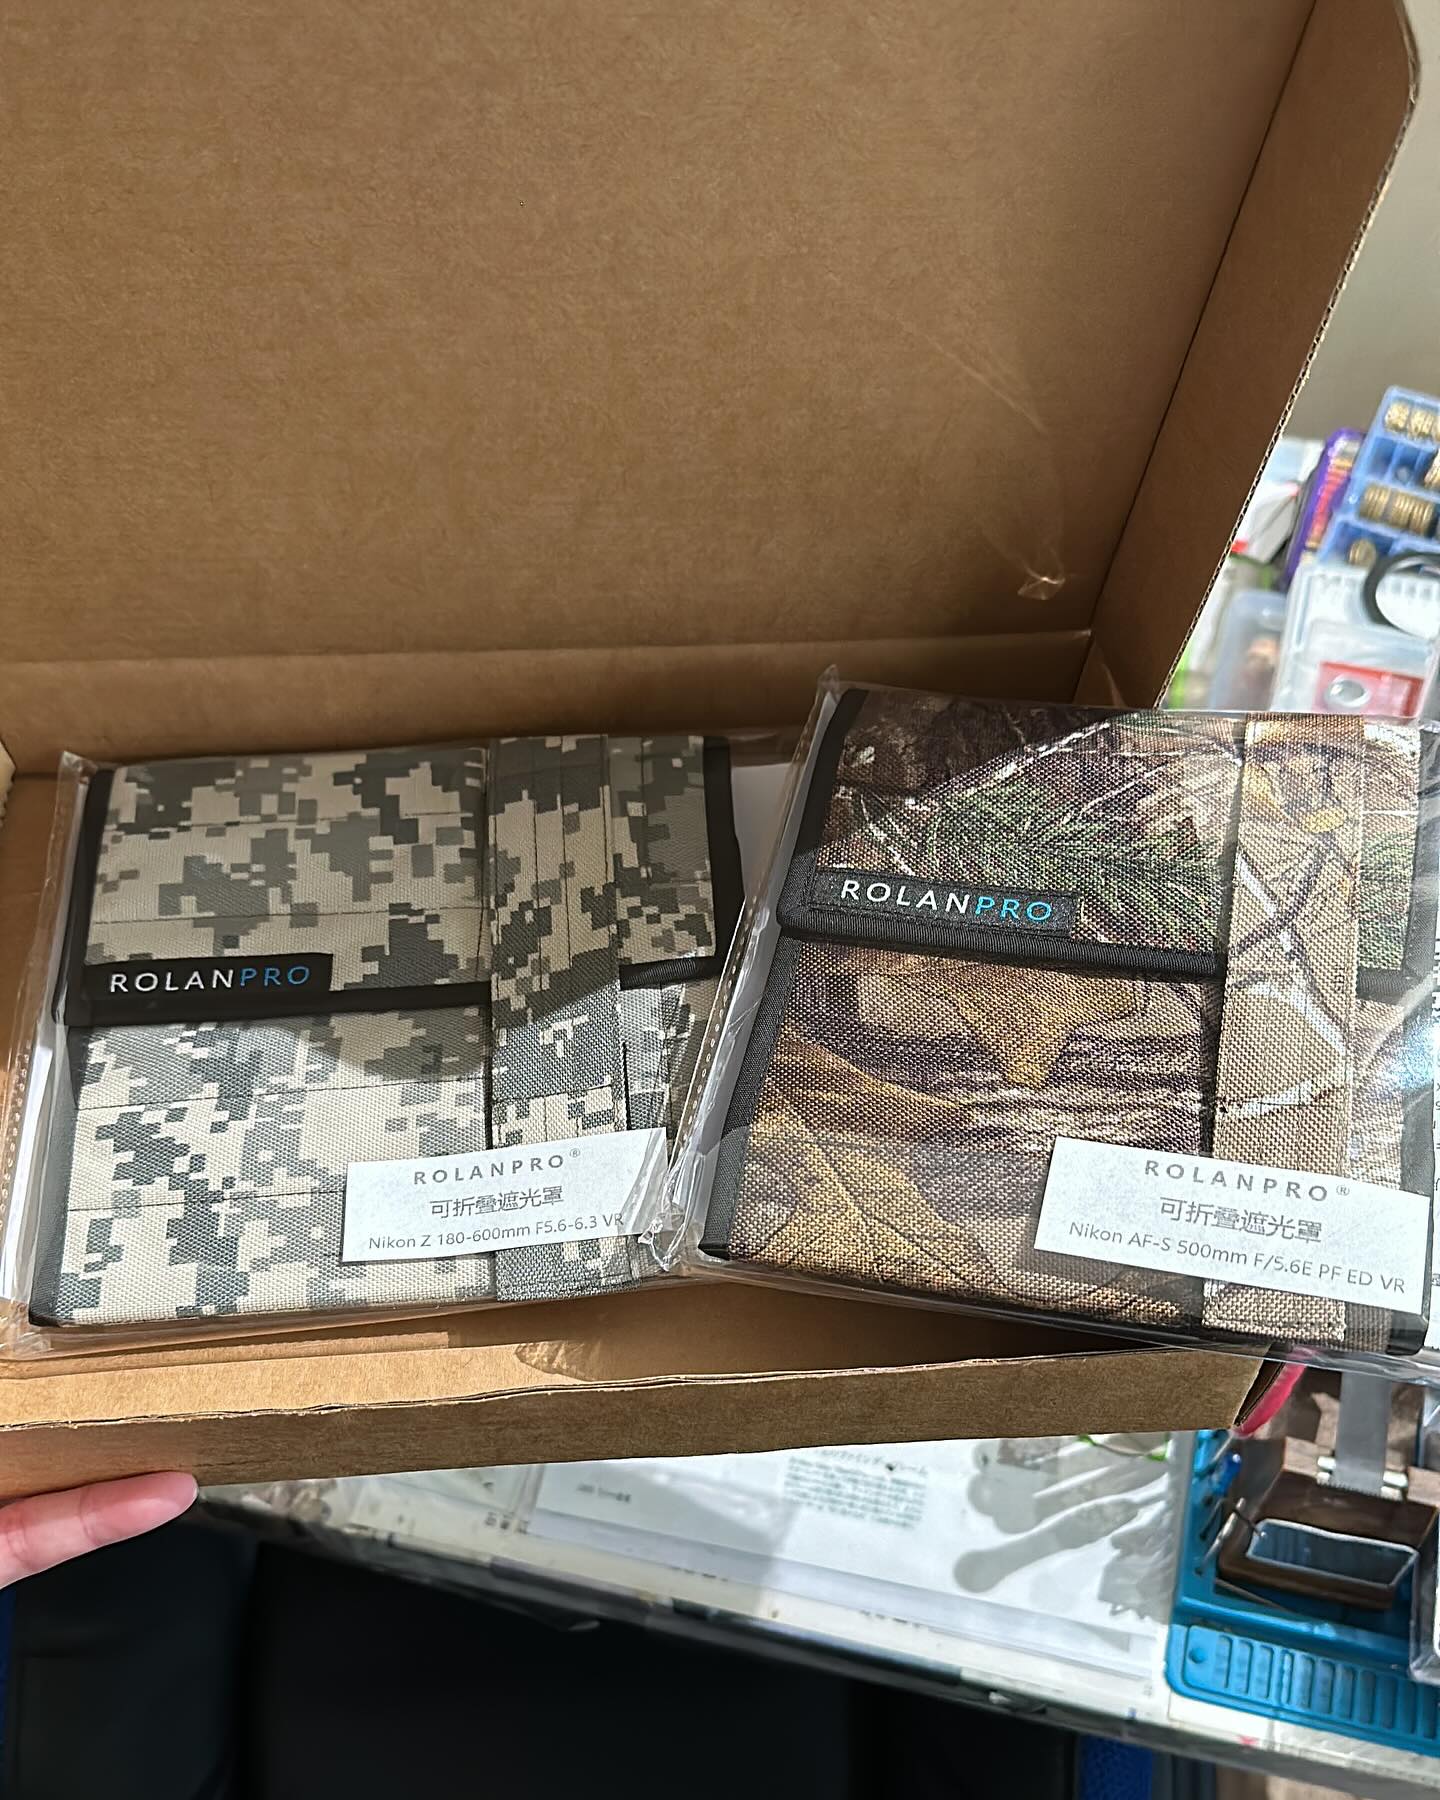 ROLANPRO
ROLANPRO®
可折叠遮光罩
Nikon Z 180-600mm F5.6-6.3 VR
ROLANPRO
ROLANPRO®
可折叠遮光罩
Nikon AF-S 500mm F/5.6E PF ED VR